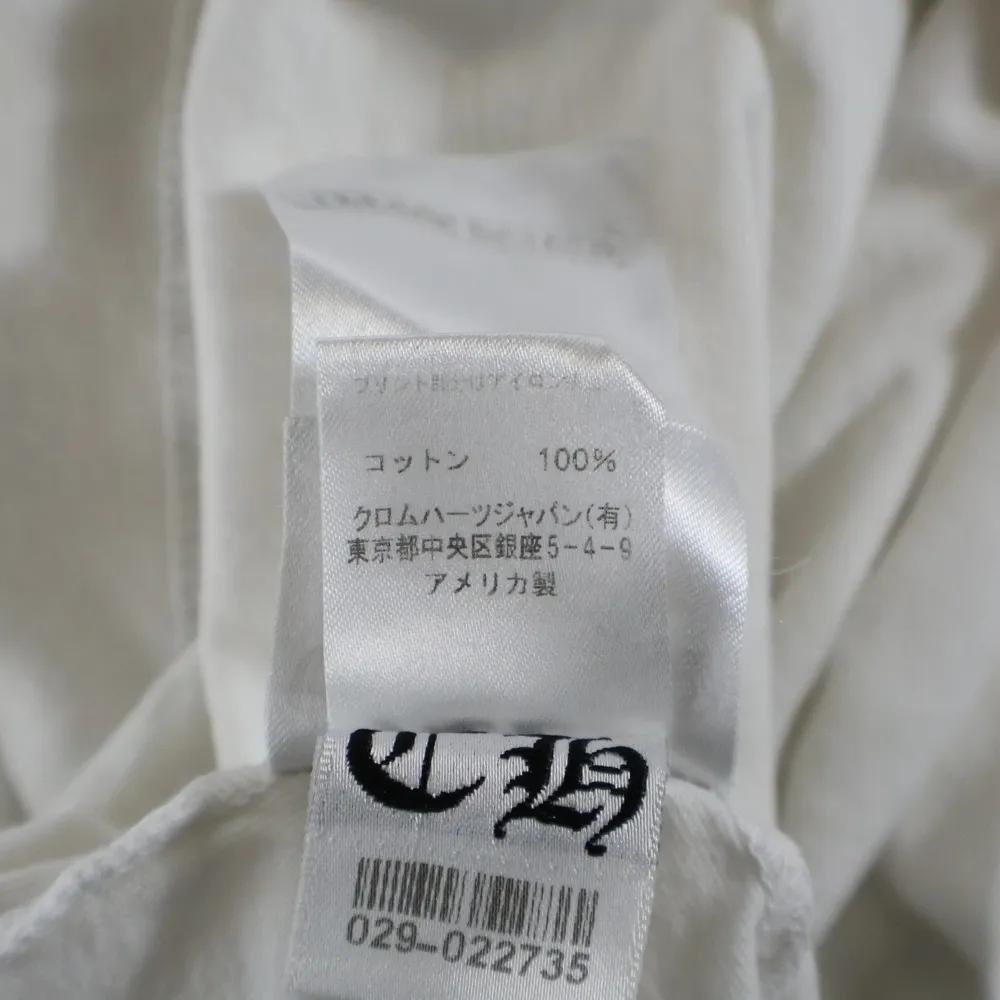 コットン 100%
クロムハーツジャパン(有)
東京都中央区銀座5-4-9
アメリカ製
CH
029-022735